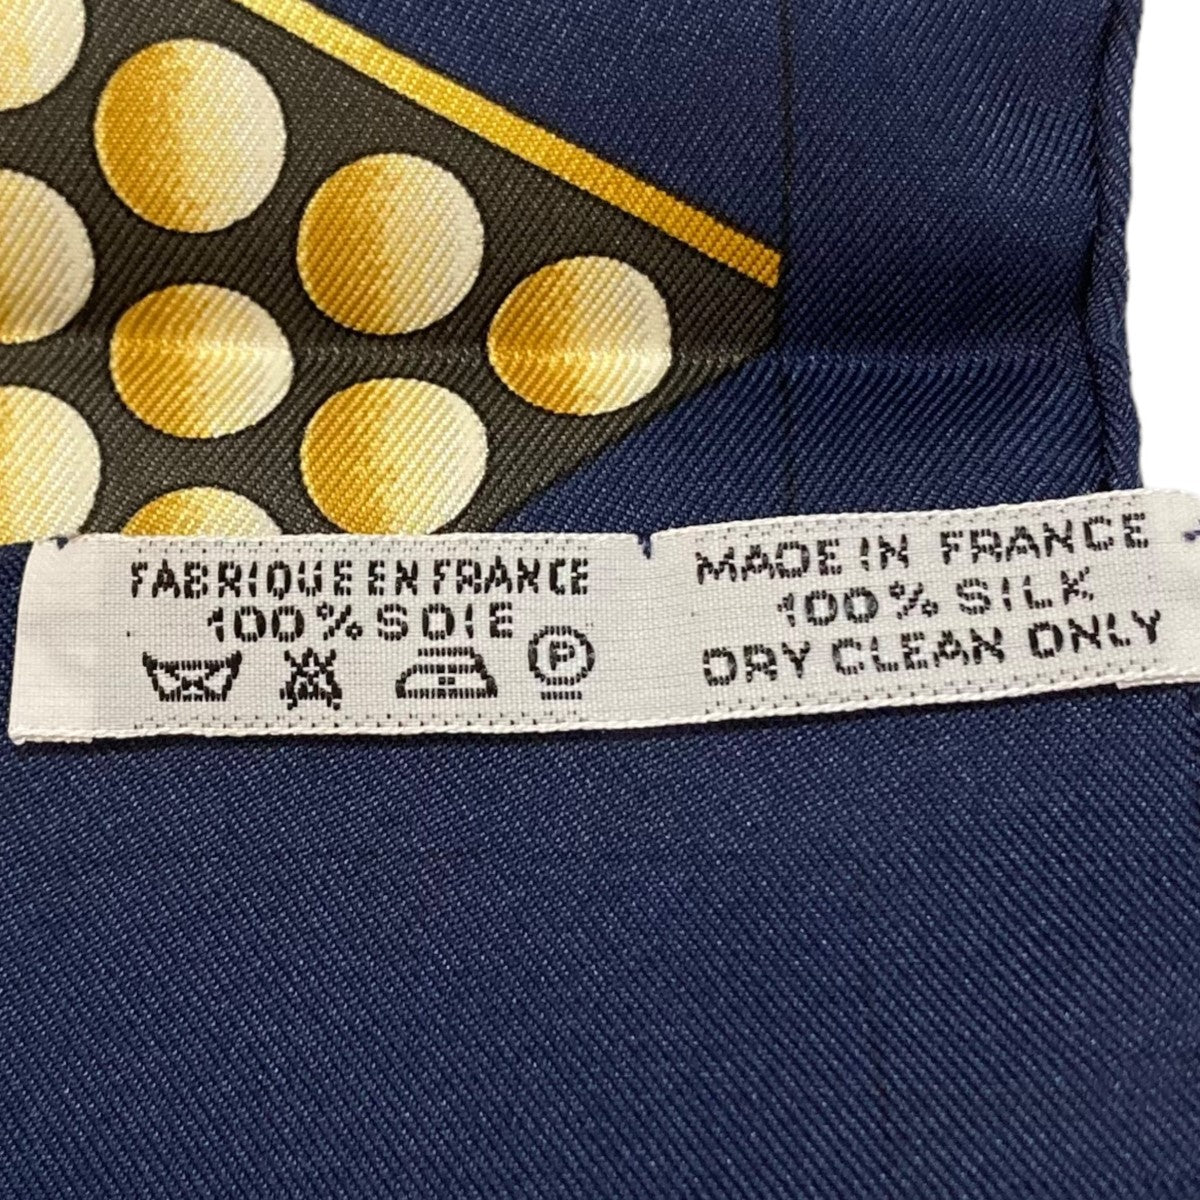 FABRIQUE EN FRANCE
100% SOIE
P
MADE IN FRANCE
100% SILK
DRY CLEAN ONLY